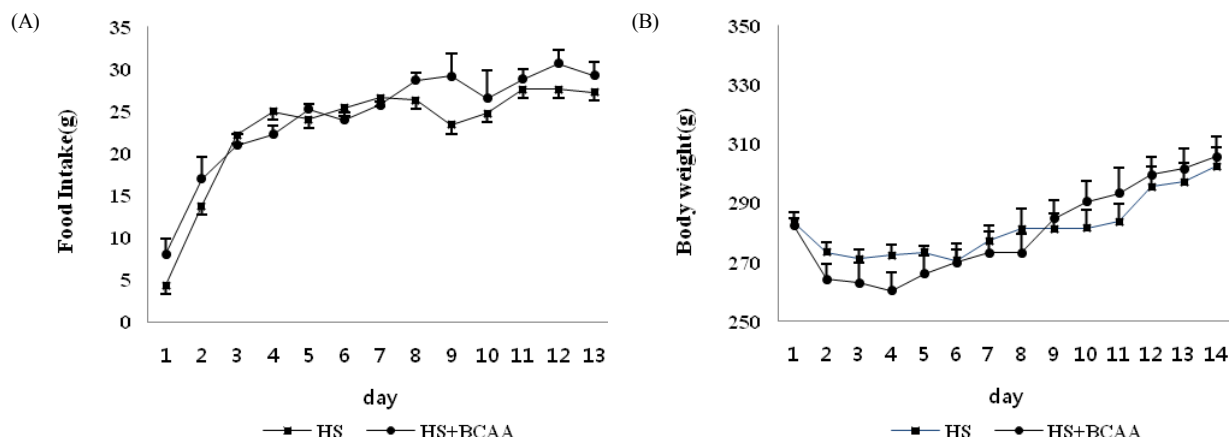 (A)
Food Intake(g)
35
30
25
20
15
10
5
0
1 2 3 4 5 6 7 8 9 10 11 12 13
day
HS HS+BCAA
(B)
Body weight(g)
350
330
310
290
270
250
1 2 3 4 5 6 7 8 9 10 11 12 13 14
day
HS HS+BCAA